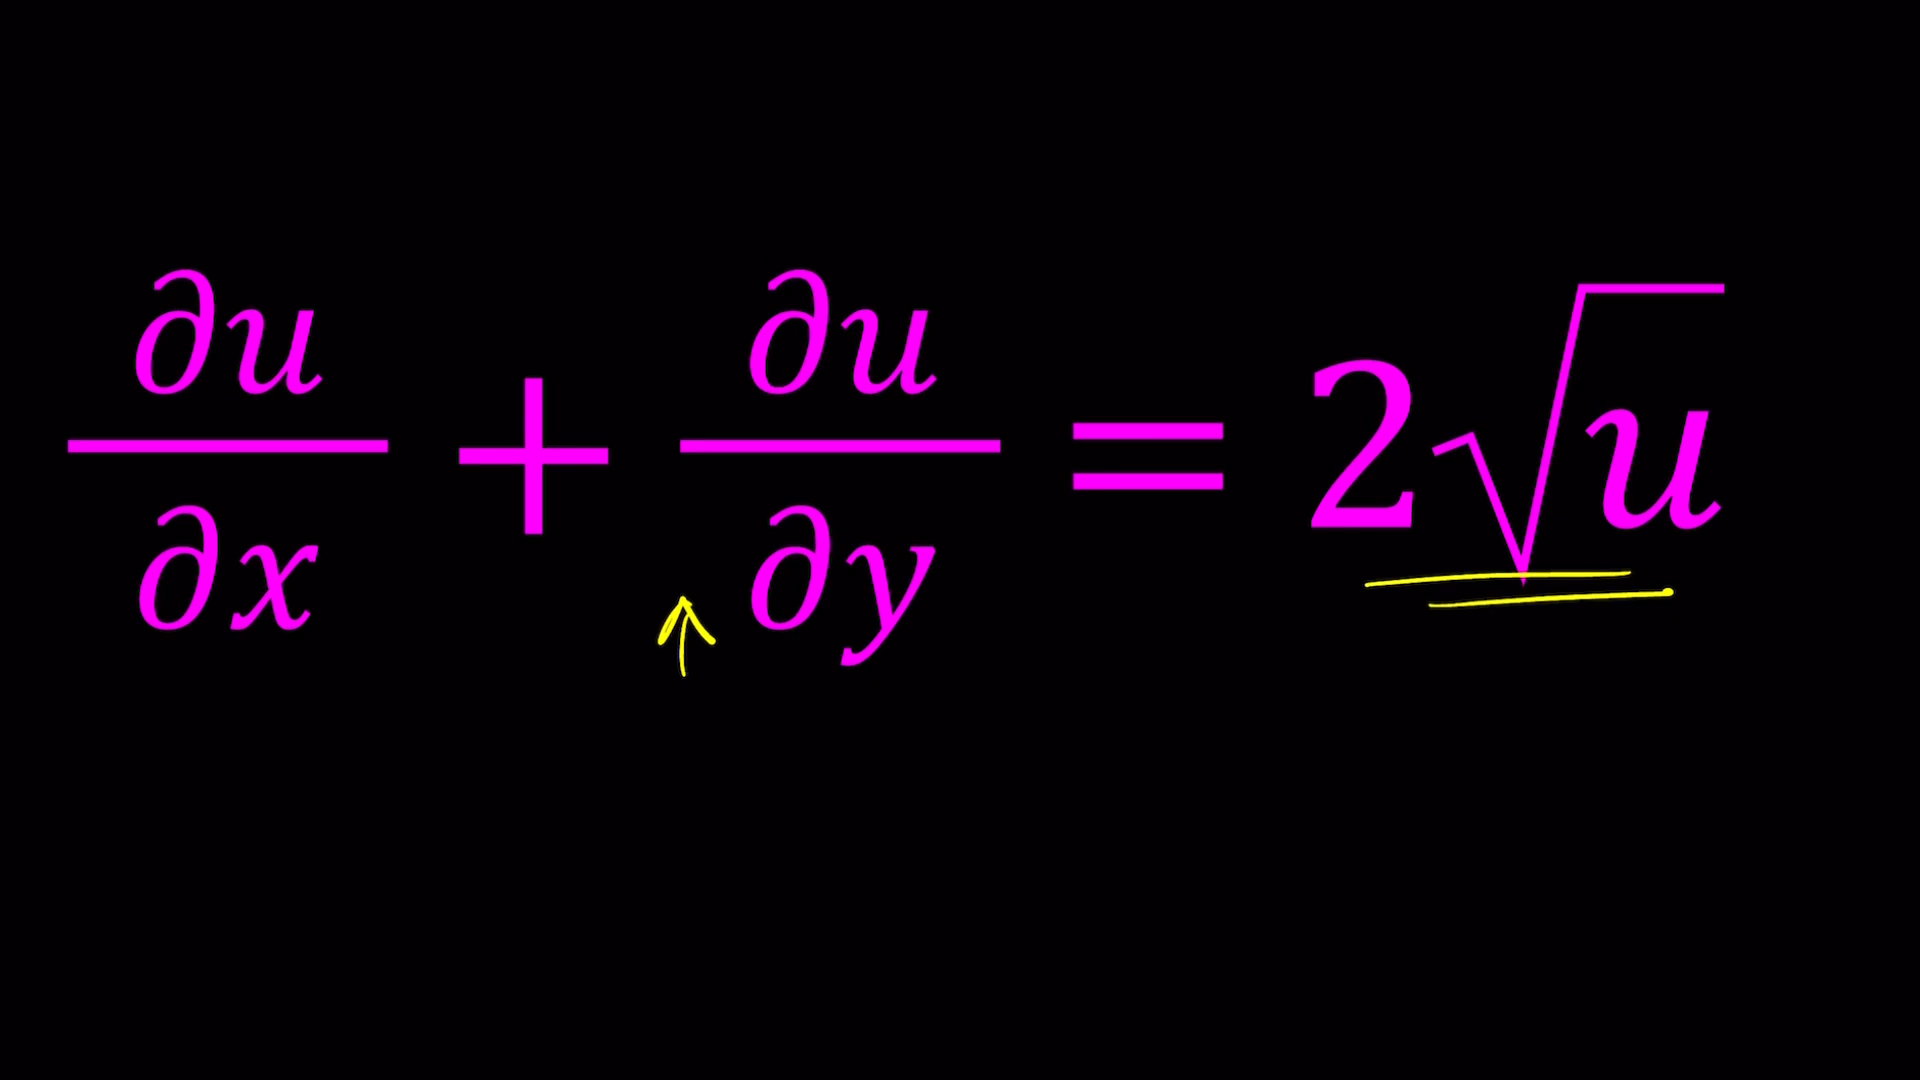 ∂u/∂x + ∂u/∂y = 2√u